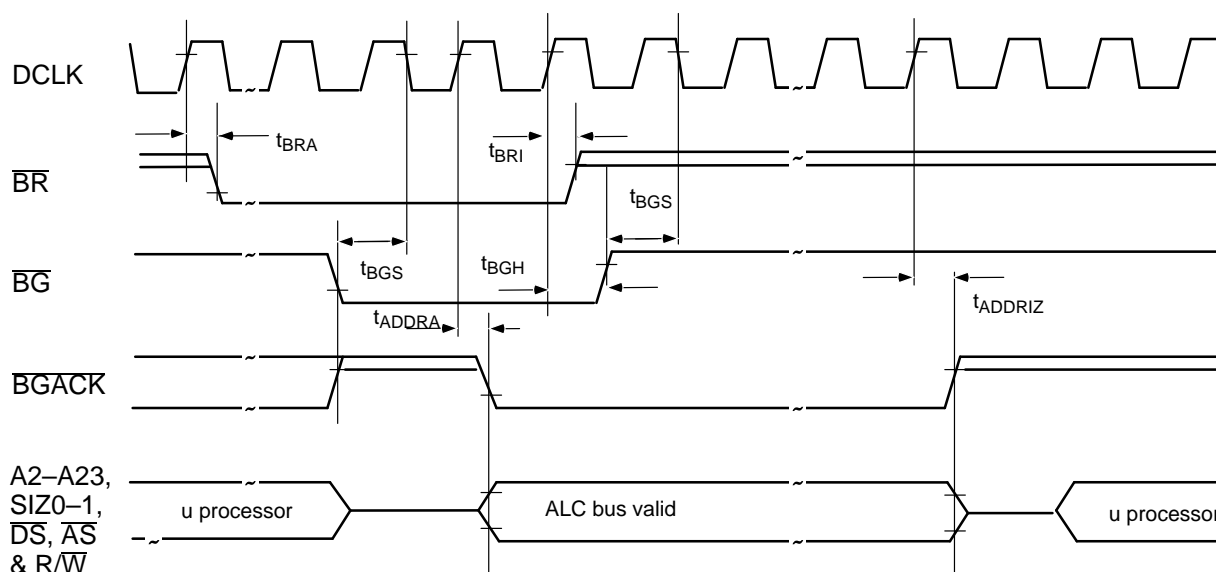 DCLK
tBRA
tBRI
BR
tBGS
BG
tBGS
tBGH
tADDRA
tADDRIZ
BGACK
A2–A23,
SIZ0–1,
DS, AS
& R/W
u processor
ALC bus valid
u processor